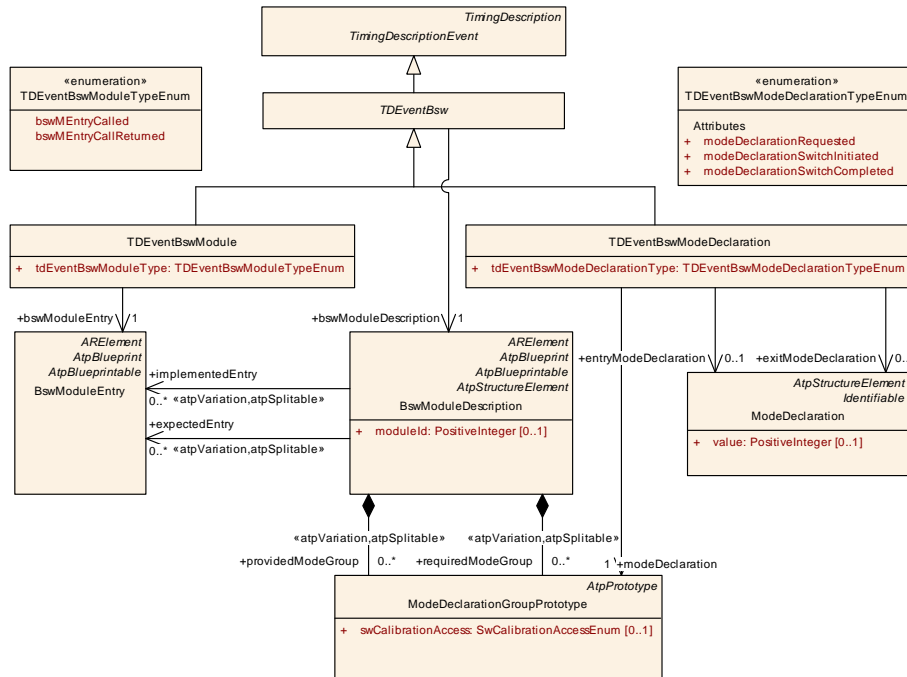 TimingDescription
TimingDescriptionEvent
«enumeration»
TDEventBswModuleTypeEnum
bswMEntryCalled
bswMEntryCallReturned
TDEventBsw
«enumeration»
TDEventBswModeDeclarationTypeEnum
Attributes
+ modeDeclarationRequested
+ modeDeclarationSwitchInitiated
+ modeDeclarationSwitchCompleted
TDEventBswModule
+ tdEventBswModuleType: TDEventBswModuleTypeEnum
TDEventBswModeDeclaration
+ tdEventBswModeDeclarationType: TDEventBswModeDeclarationTypeEnum
+bswModuleEntry 1
+bswModuleDescription 1
ARElement
AtpBlueprint
AtpBlueprintable
BswModuleEntry
+implementedEntry
0..* «atpVariation,atpSplitable»
+expectedEntry
0..* «atpVariation,atpSplitable»
ARElement
AtpBlueprint
AtpBlueprintable
AtpStructureElement
BswModuleDescription
+ moduleId: PositiveInteger [0..1]
+entryModeDeclaration 0..1
+exitModeDeclaration 0..
AtpStructureElement
Identifiable
ModeDeclaration
+ value: PositiveInteger [0..1]
«atpVariation,atpSplitable»
+providedModeGroup 0..*
«atpVariation,atpSplitable»
+requiredModeGroup 0..*
1 +modeDeclaration
AtpPrototype
ModeDeclarationGroupPrototype
+ swCalibrationAccess: SwCalibrationAccessEnum [0..1]